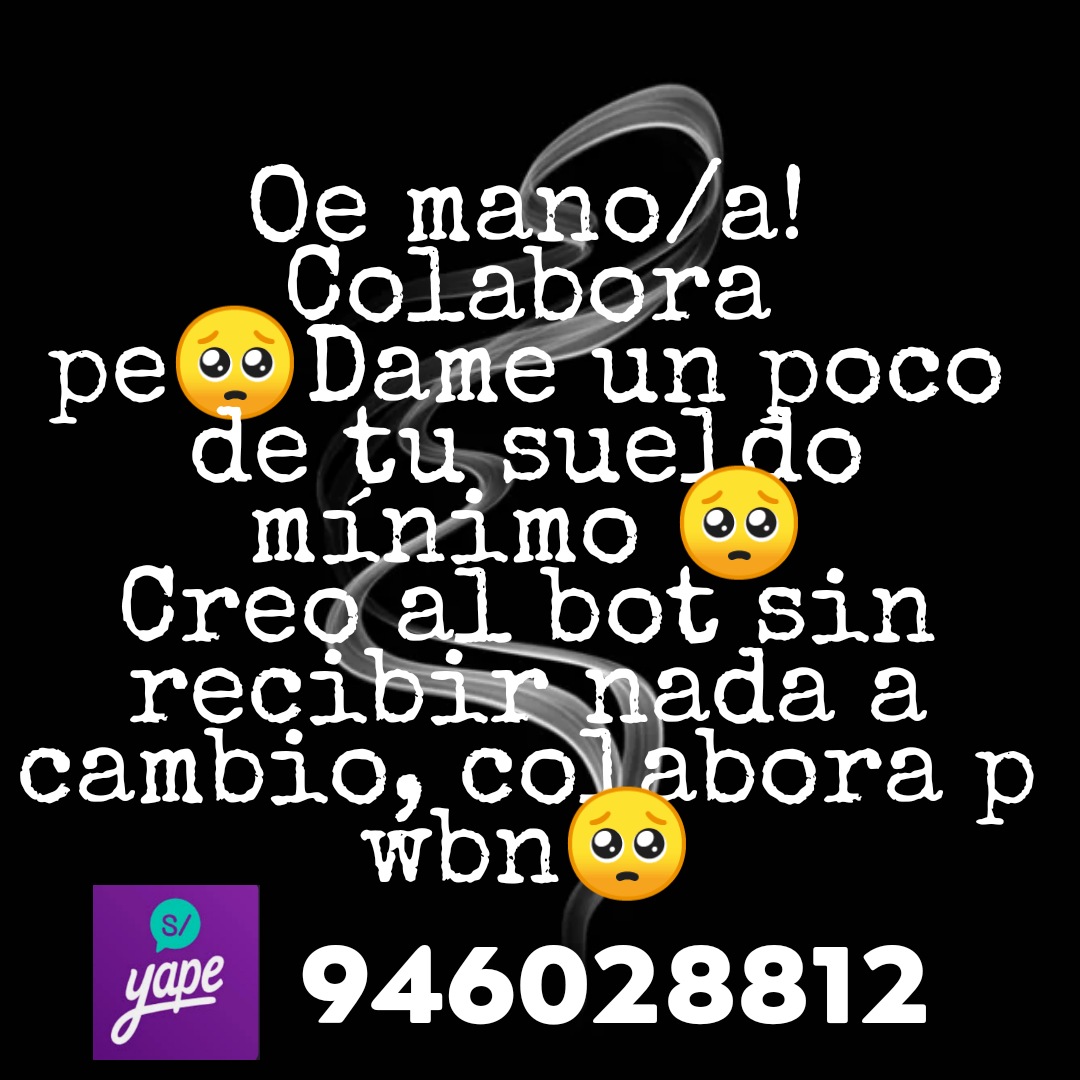 Oe mano/a!
Colabora
pe🥺Dame un poco
de tu sueldo
mínimo 🥺
Creo al bot sin
recibir nada a
cambio, colabora p
wbn🥺
S/
yape
946028812